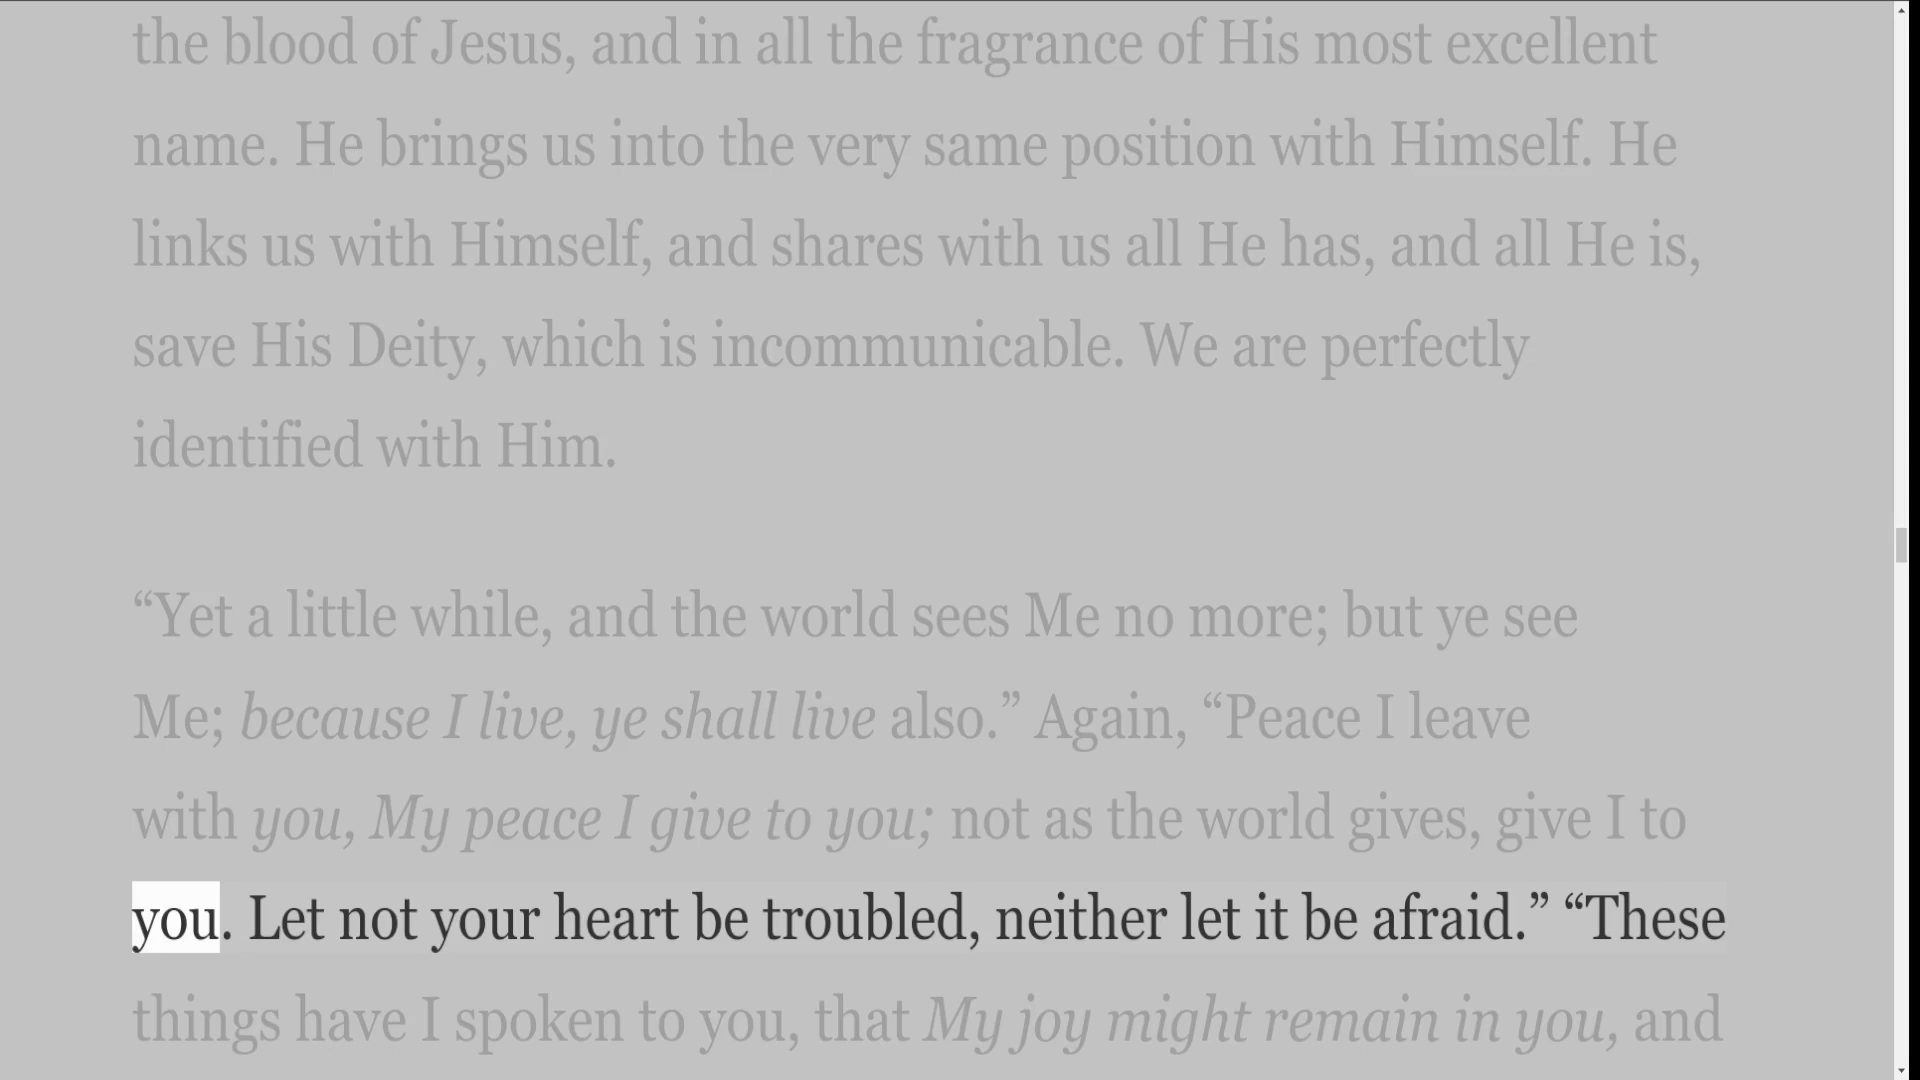 the blood of Jesus, and in all the fragrance of His most excellent
name. He brings us into the very same position with Himself. He
links us with Himself, and shares with us all He has, and all He is,
save His Deity, which is incommunicable. We are perfectly
identified with Him.
“Yet a little while, and the world sees Me no more; but ye see
Me; because I live, ye shall live also.” Again, “Peace I leave
with you, My peace I give to you; not as the world gives, give I to
you. Let not your heart be troubled, neither let it be afraid.” “These
things have I spoken to you, that My joy might remain in you, and